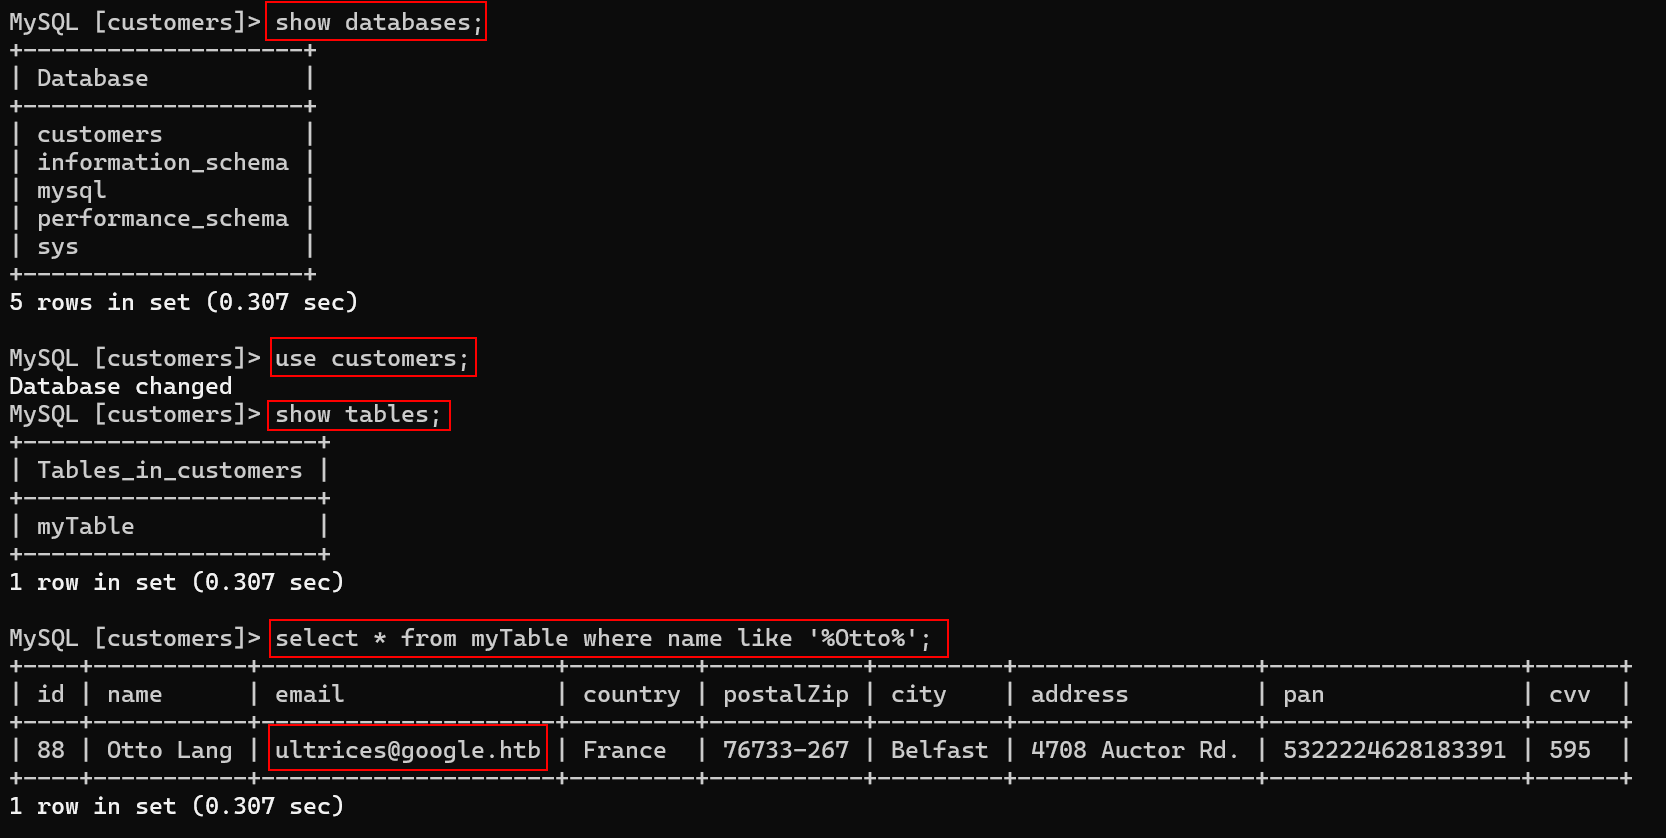 MySQL [customers]> show databases;
+--------------------+
| Database           |
+--------------------+
| customers          |
| information_schema |
| mysql              |
| performance_schema |
| sys                |
+--------------------+
5 rows in set (0.307 sec)

MySQL [customers]> use customers;
Database changed
MySQL [customers]> show tables;
+---------------------+
| Tables_in_customers |
+---------------------+
| myTable             |
+---------------------+
1 row in set (0.307 sec)

MySQL [customers]> select * from myTable where name like '%Otto%';
+----+-----------+---------------------+---------+-----------+---------+-----------------+------------------+------+
| id | name      | email               | country | postalZip | city    | address         | pan              | cvv  |
+----+-----------+---------------------+---------+-----------+---------+-----------------+------------------+------+
| 88 | Otto Lang | ultrices@google.htb | France  | 76733-267 | Belfast | 4708 Auctor Rd. | 5322224628183391 | 595  |
+----+-----------+---------------------+---------+-----------+---------+-----------------+------------------+------+
1 row in set (0.307 sec)